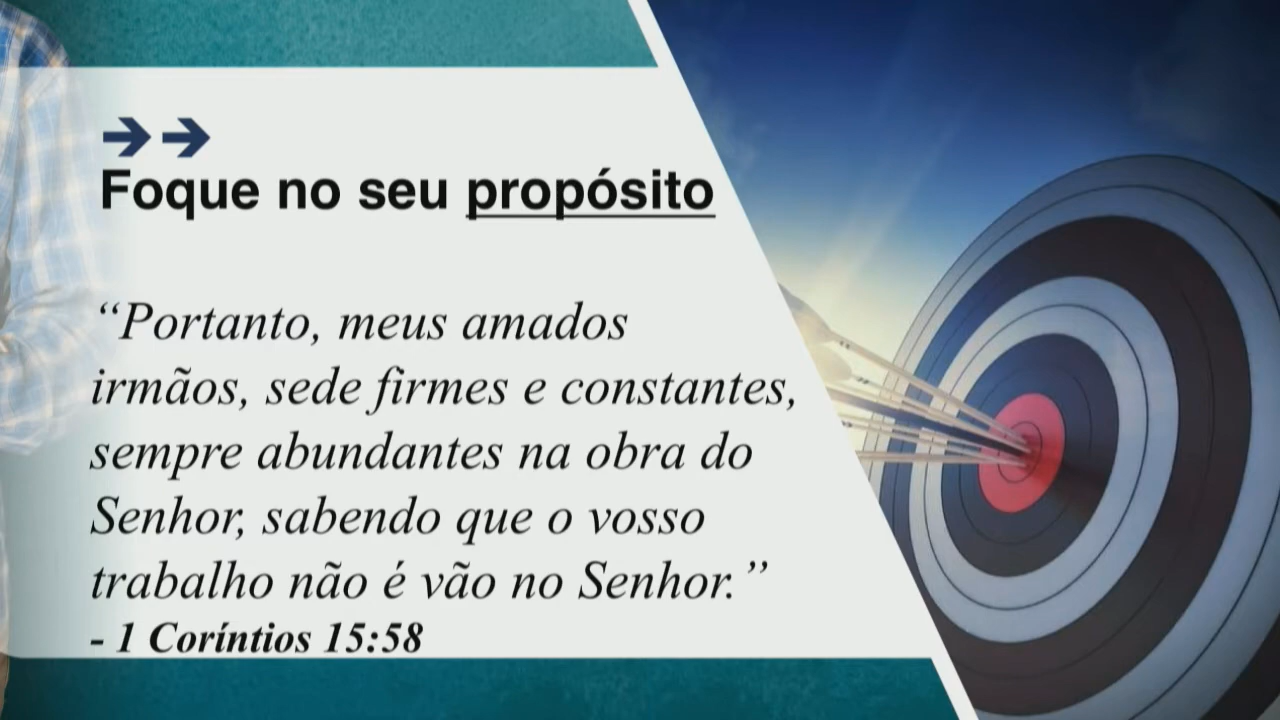 Foque no seu propósito
“Portanto, meus amados
irmãos, sede firmes e constantes,
sempre abundantes na obra do
Senhor, sabendo que o vosso
trabalho não é vão no Senhor.”
- 1 Coríntios 15:58